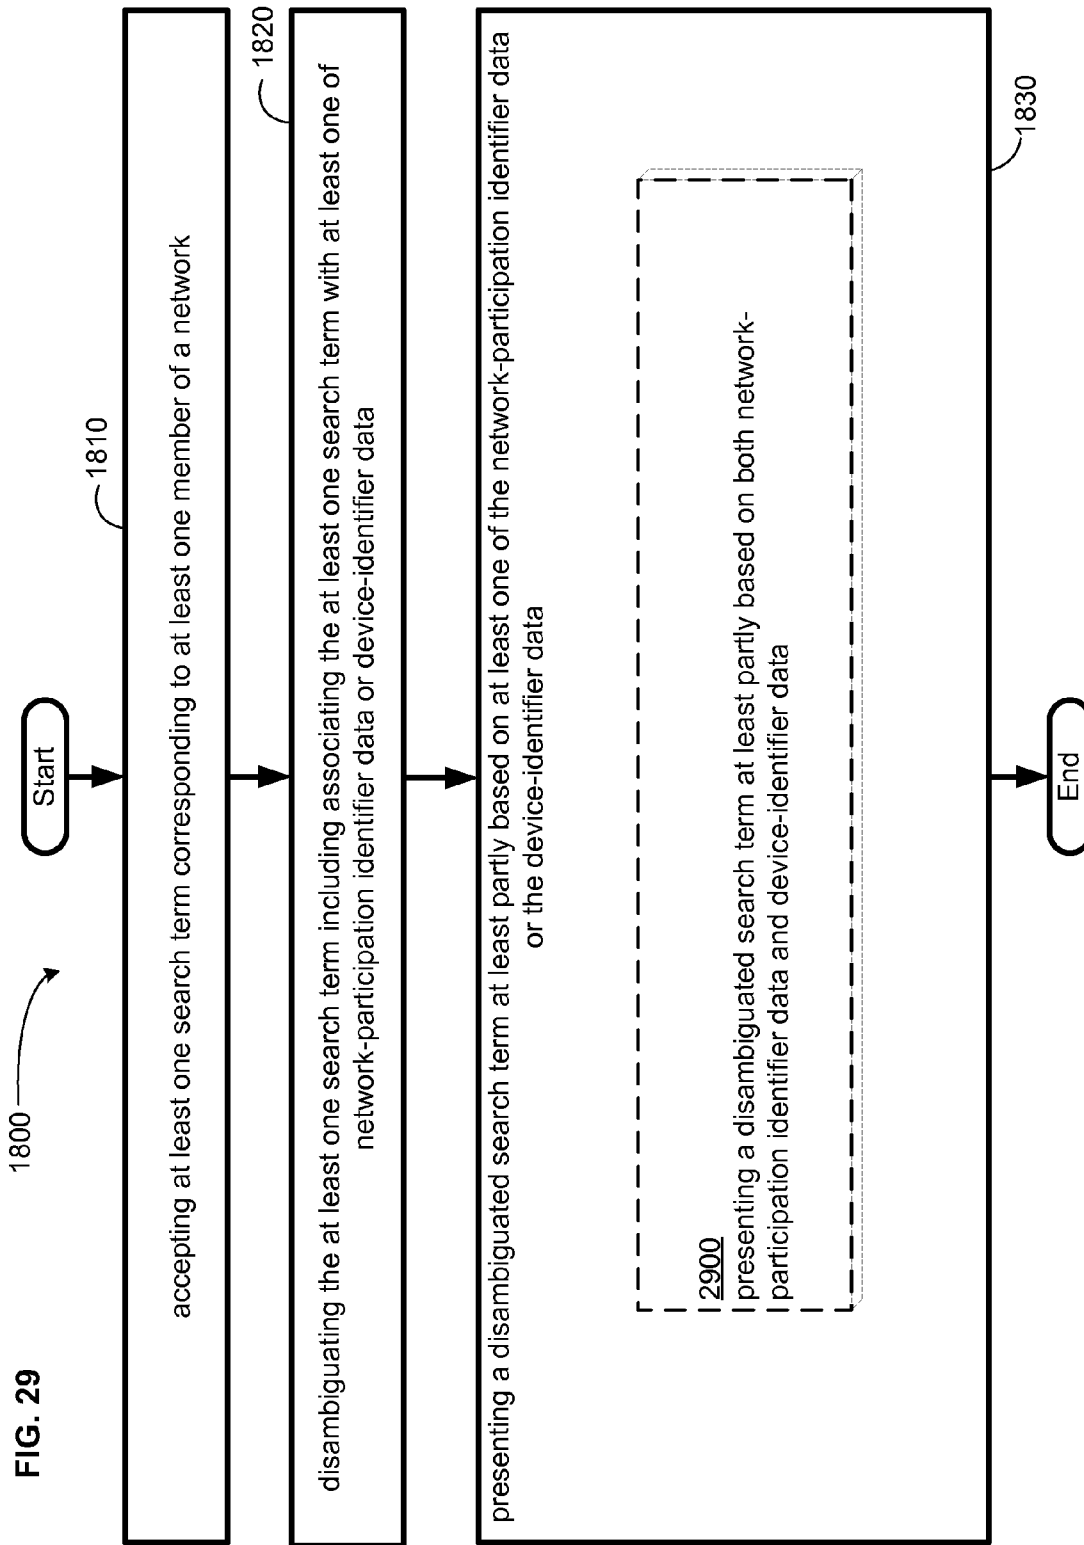 FIG. 29
1800
Start
1810
accepting at least one search term corresponding to at least one member of a network
1820
disambiguating the at least one search term including associating the at least one search term with at least one of
network-participation identifier data or device-identifier data
presenting a disambiguated search term at least partly based on at least one of the network-participation identifier data
or the device-identifier data
2900
presenting a disambiguated search term at least partly based on both network-
participation identifier data and device-identifier data
1830
End